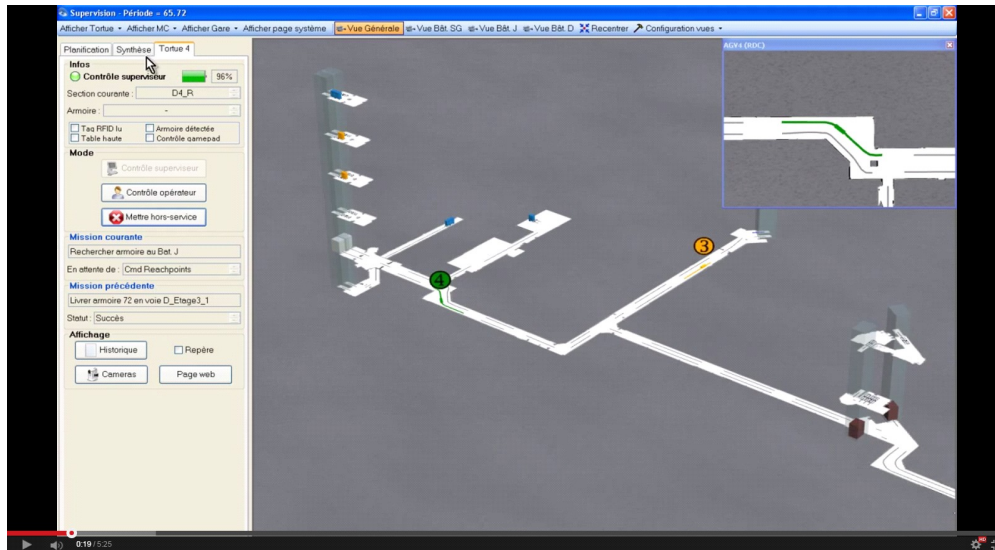 Supervision - Période = 65.72
Afficher Tortue Afficher MC Afficher Gare Afficher page système Vue Générale Vue Bât. SG Vue Bât. J Vue Bât. D Recentrer Configuration vues
Planification Synthèse Tortue 4
AGV4 (RDC)
Infos
Contrôle superviseur 96%
Section courante : D4_R
Armoire : -
Tag RFID lu Armoire détectée
Table haute Contrôle gamepad
Mode
Contrôle superviseur
Contrôle opérateur
Mettre hors-service
Mission courante
Rechercher armoire au Bat. J
En attente de : Cmd Reachpoints
Mission précédente
Livrer armoire 72 en voie D_Etage3_1
Statut : Succès
Affichage
Historique Repère
Cameras Page web
3
4
0:19 / 5:25
HD